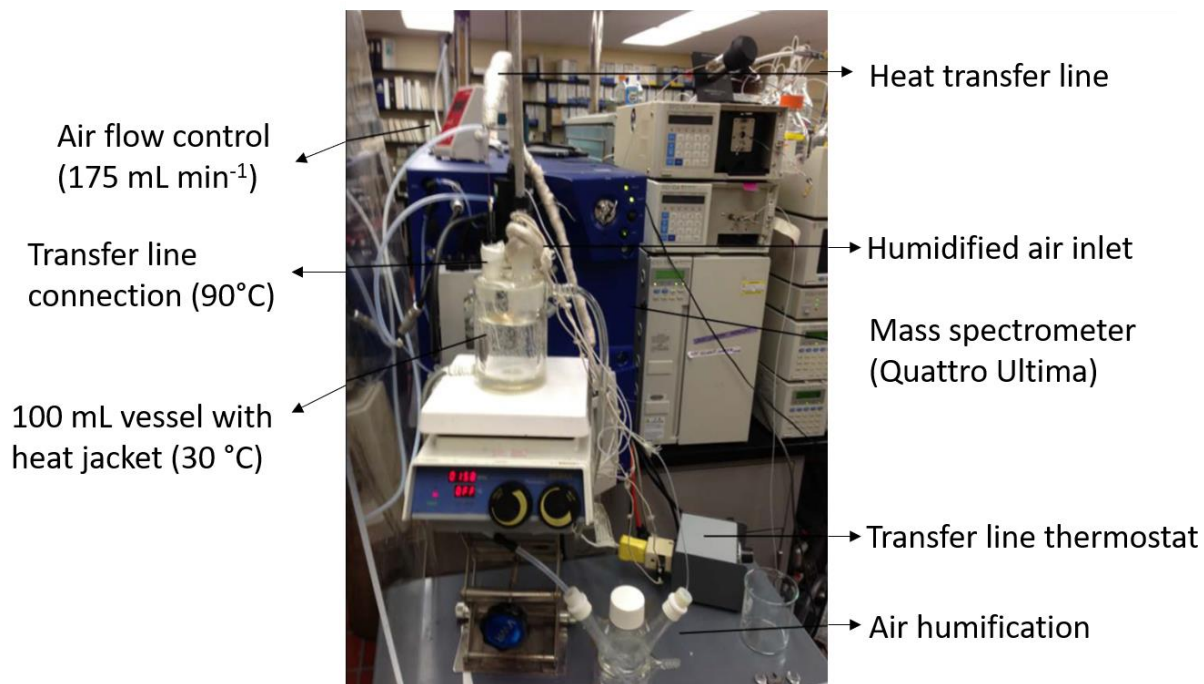 Heat transfer line
Air flow control
(175 mL min⁻¹)
Transfer line
connection (90°C)
Humidified air inlet
Mass spectrometer
(Quattro Ultima)
100 mL vessel with
heat jacket (30 °C)
Transfer line thermostat
Air humification